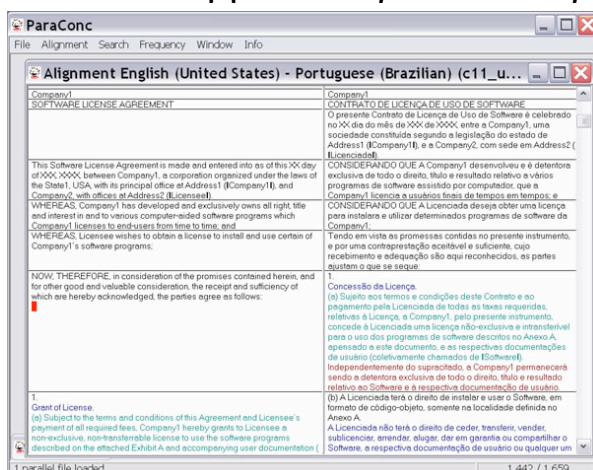 ParaConc
File Alignment Search Frequency Window Info
Alignment English (United States) - Portuguese (Brazilian) (c11_u...
Company1
SOFTWARE LICENSE AGREEMENT
This Software License Agreement is made and entered into as of this XX day
of XXX, XXXX, between Company1, a corporation organized under the laws of
the State1, USA, with its principal office at Address1 (ICompany1I), and
Company2, with offices at Address2 (ILicenseeI).
WHEREAS, Company1 has developed and exclusively owns all right, title
and interest in and to various computer-aided software programs which
Company1 licenses to end-users from time to time; and
WHEREAS, Licensee wishes to obtain a license to install and use certain of
Company1's software programs;
NOW, THEREFORE, in consideration of the promises contained herein, and
for other good and valuable consideration, the receipt and sufficiency of
which are hereby acknowledged, the parties agree as follows:
1.
Grant of License.
(a) Subject to the terms and conditions of this Agreement and Licensee's
payment of all required fees, Company1 hereby grants to Licensee a
non-exclusive, non-transferrable license to use the software programs
described on the attached Exhibit A and accompanying user documentation (
Company1
CONTRATO DE LICENÇA DE USO DE SOFTWARE
O presente Contrato de Licença de Uso de Software é celebrado
no XX dia do mês de XXX de XXXX, entre a Company1, uma
sociedade constituída segundo a legislação do estado de
Address1 (ICompany1I), e a Company2, com sede em Address2 (
ILicenciadaI).
CONSIDERANDO QUE A Company1 desenvolveu e é detentora
exclusiva de todo o direito, título e resultado relativo a vários
programas de software assistido por computador, que a
Company1 licencia a usuários finais de tempos em tempos; e
CONSIDERANDO QUE A Licenciada deseja obter uma licença
para instalara e utilizar determinados programas de software da
Company1;
Tendo em vista as promessas contidas no presente instrumento,
e por uma contraprestação aceitável e suficiente, cujo
recebimento e adequação são aqui reconhecidos, as partes
ajustam o que se segue:
1.
Concessão da Licença.
(a) Sujeito aos termos e condições deste Contrato e ao
pagamento pela Licenciada de todas as taxas requeridas,
relativas à Licença, a Company1, pelo presente instrumento,
concede à Licenciada uma licença não-exclusiva e intransferível
para o uso dos programas de software descritos no Anexo A,
apensado a este documento, e as respectivas documentações
de usuário (coletivamente chamados de ISoftwareI).
Independentemente do supracitado, a Company1 permanecerá
sendo a detentora exclusiva de todo o direito, título e resultado
relativo ao Software e à respectiva documentação de usuário.
(b) A Licenciada terá o direito de instalar e usar o Software, em
formato de código-objeto, somente na localidade definida no
Anexo A.
A Licenciada não terá o direito de ceder, transferir, vender,
sublicenciar, arrendar, alugar, dar em garantia ou compartilhar o
Software, a respectiva documentação de usuário ou qualquer um
1 parallel file loaded
1,442 / 1,659